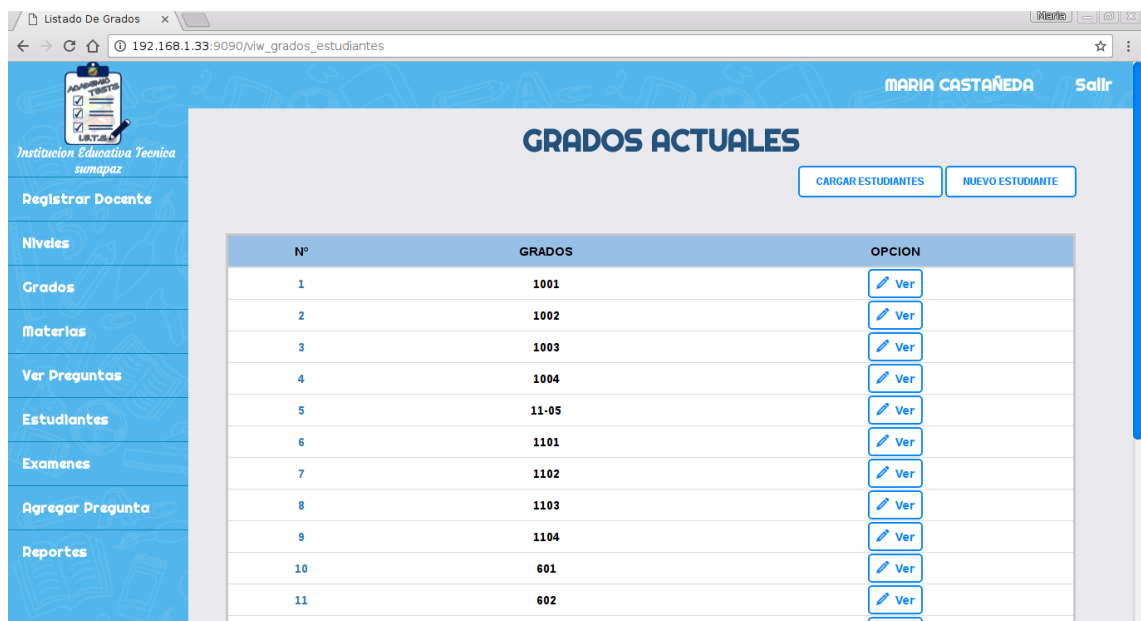 Listado De Grados
Maria
192.168.1.33:9090/viw_grados_estudiantes
ACADEMIC
TESTS
I.E.T.S.
Institucion Educativa Tecnica
sumapaz
MARIA CASTAÑEDA Salir
Registrar Docente
Niveles
Grados
Materias
Ver Preguntas
Estudiantes
Examenes
Agregar Pregunta
Reportes
GRADOS ACTUALES
CARGAR ESTUDIANTES NUEVO ESTUDIANTE
Nº GRADOS OPCION
1 1001 Ver
2 1002 Ver
3 1003 Ver
4 1004 Ver
5 11-05 Ver
6 1101 Ver
7 1102 Ver
8 1103 Ver
9 1104 Ver
10 601 Ver
11 602 Ver